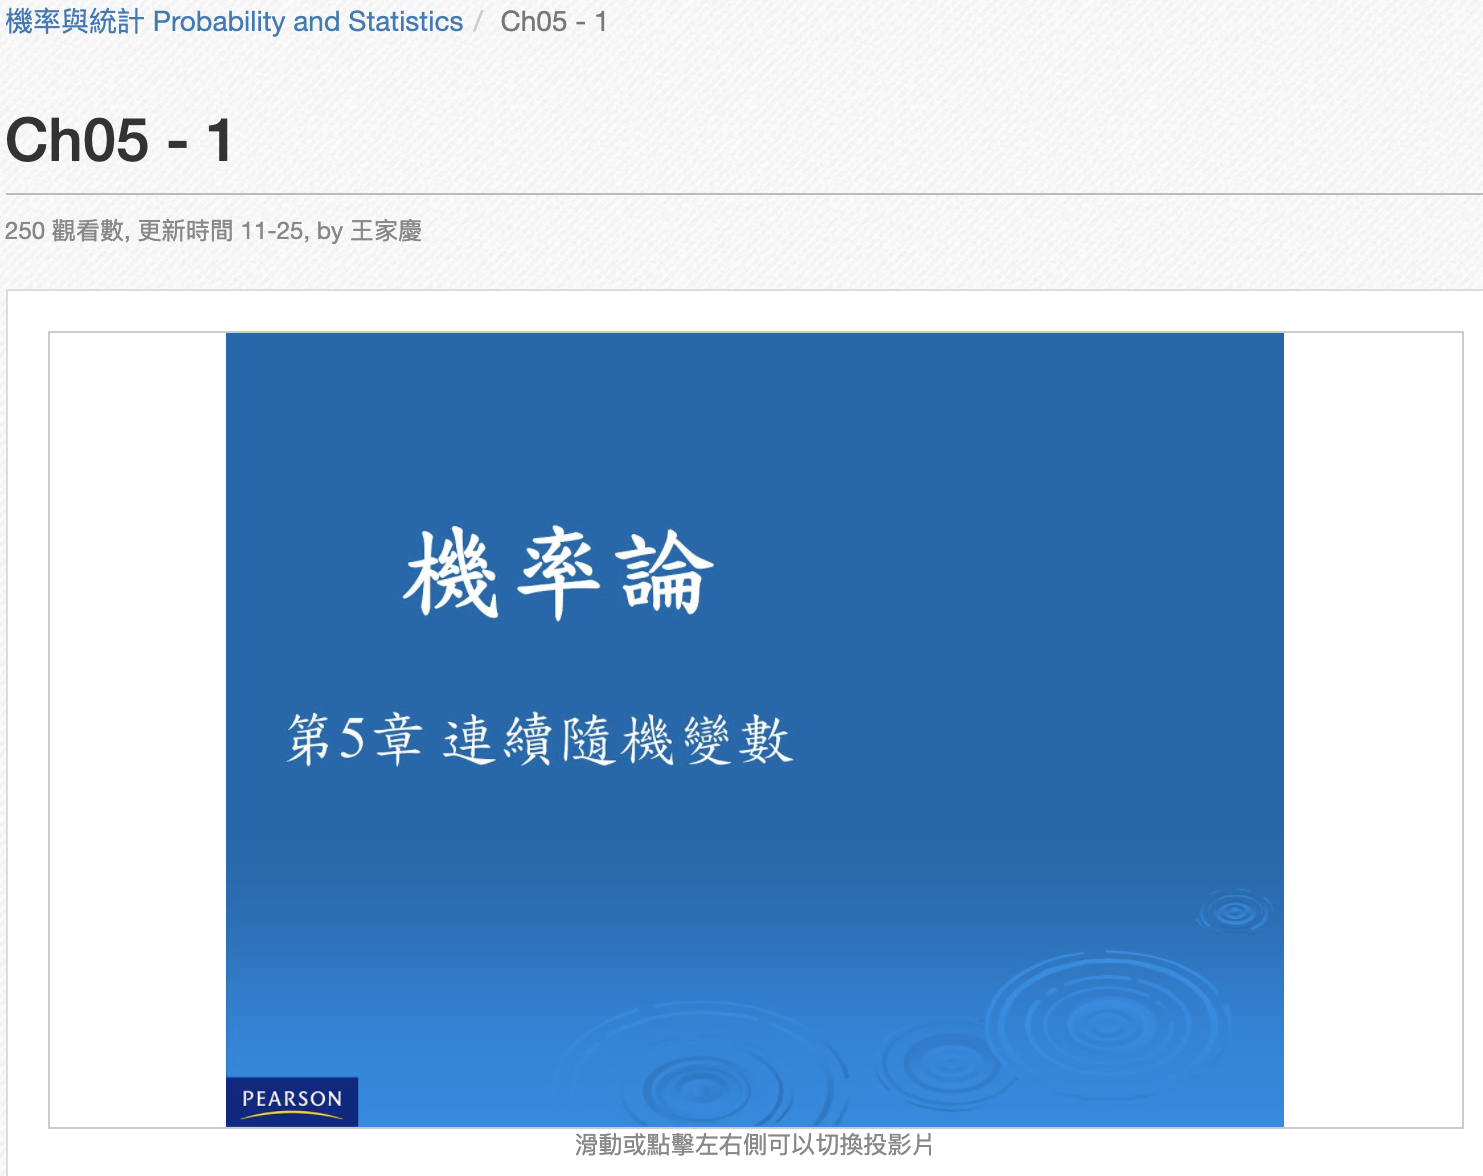 機率與統計 Probability and Statistics / Ch05 - 1
Ch05 - 1
250 觀看數, 更新時間 11-25, by 王家慶
機率論
第5章 連續隨機變數
PEARSON
滑動或點擊左右側可以切換投影片